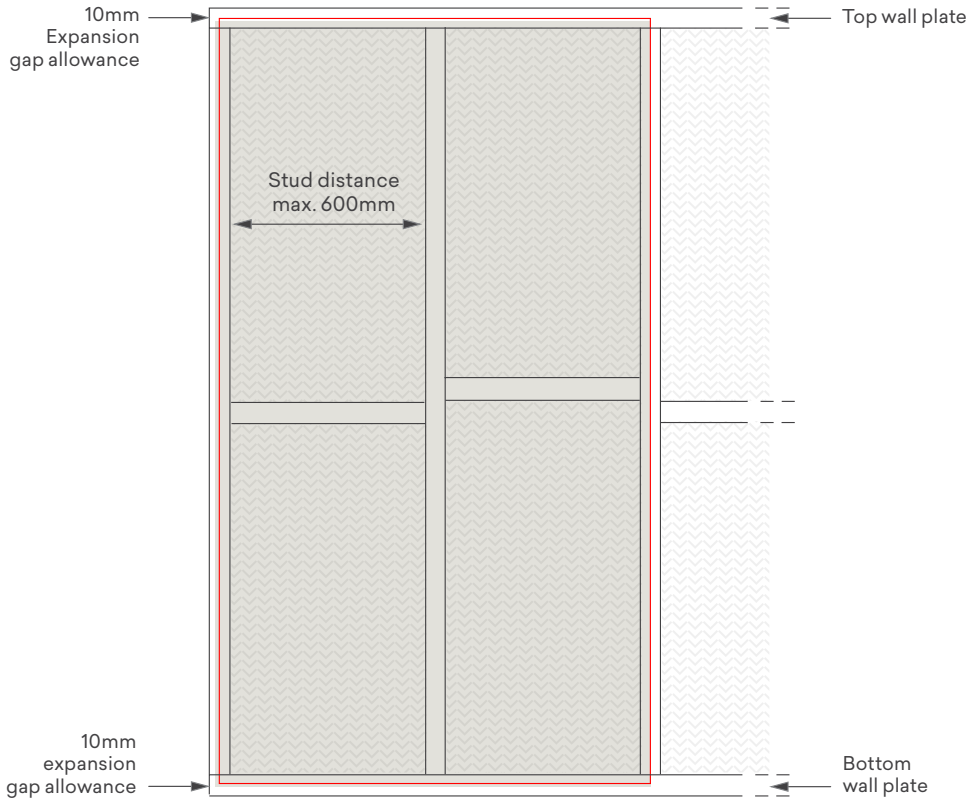 10mm
Expansion
gap allowance
Top wall plate
Stud distance
max. 600mm
10mm
expansion
gap allowance
Bottom
wall plate